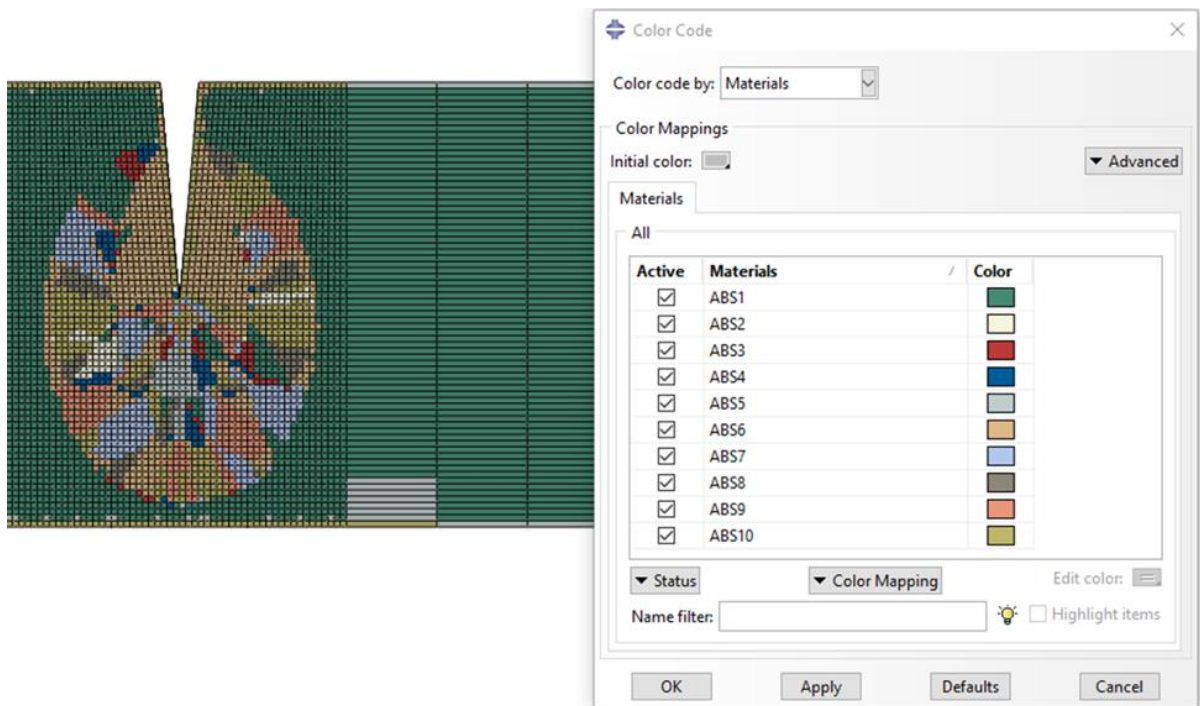 Color Code
Color code by: Materials
Color Mappings
Initial color:
Advanced
Materials
All
Active Materials / Color
ABS1
ABS2
ABS3
ABS4
ABS5
ABS6
ABS7
ABS8
ABS9
ABS10
Status Color Mapping Edit color:
Name filter: Highlight items
OK Apply Defaults Cancel